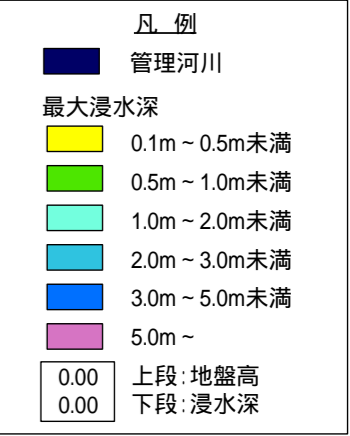 凡 例
管理河川
最大浸水深
0.1m ~ 0.5m未満
0.5m ~ 1.0m未満
1.0m ~ 2.0m未満
2.0m ~ 3.0m未満
3.0m ~ 5.0m未満
5.0m ~
0.00 上段:地盤高
0.00 下段:浸水深